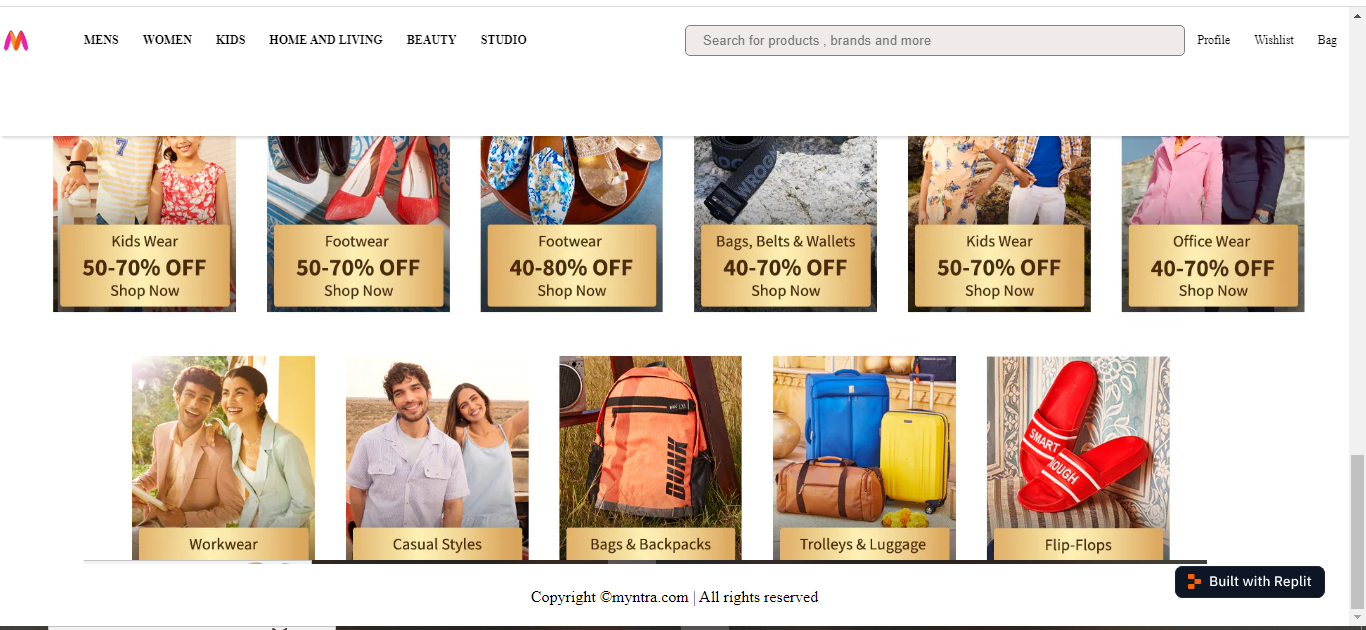 MENS WOMEN KIDS HOME AND LIVING BEAUTY STUDIO Search for products , brands and more Profile Wishlist Bag
7
WROGN
Kids Wear
50-70% OFF
Shop Now
Footwear
50-70% OFF
Shop Now
Footwear
40-80% OFF
Shop Now
Bags, Belts & Wallets
40-70% OFF
Shop Now
Kids Wear
50-70% OFF
Shop Now
Office Wear
40-70% OFF
Shop Now
DUNK
SMART
Workwear
Casual Styles
Bags & Backpacks
Trolleys & Luggage
Flip-Flops
Built with Replit
Copyright ©myntra.com | All rights reserved